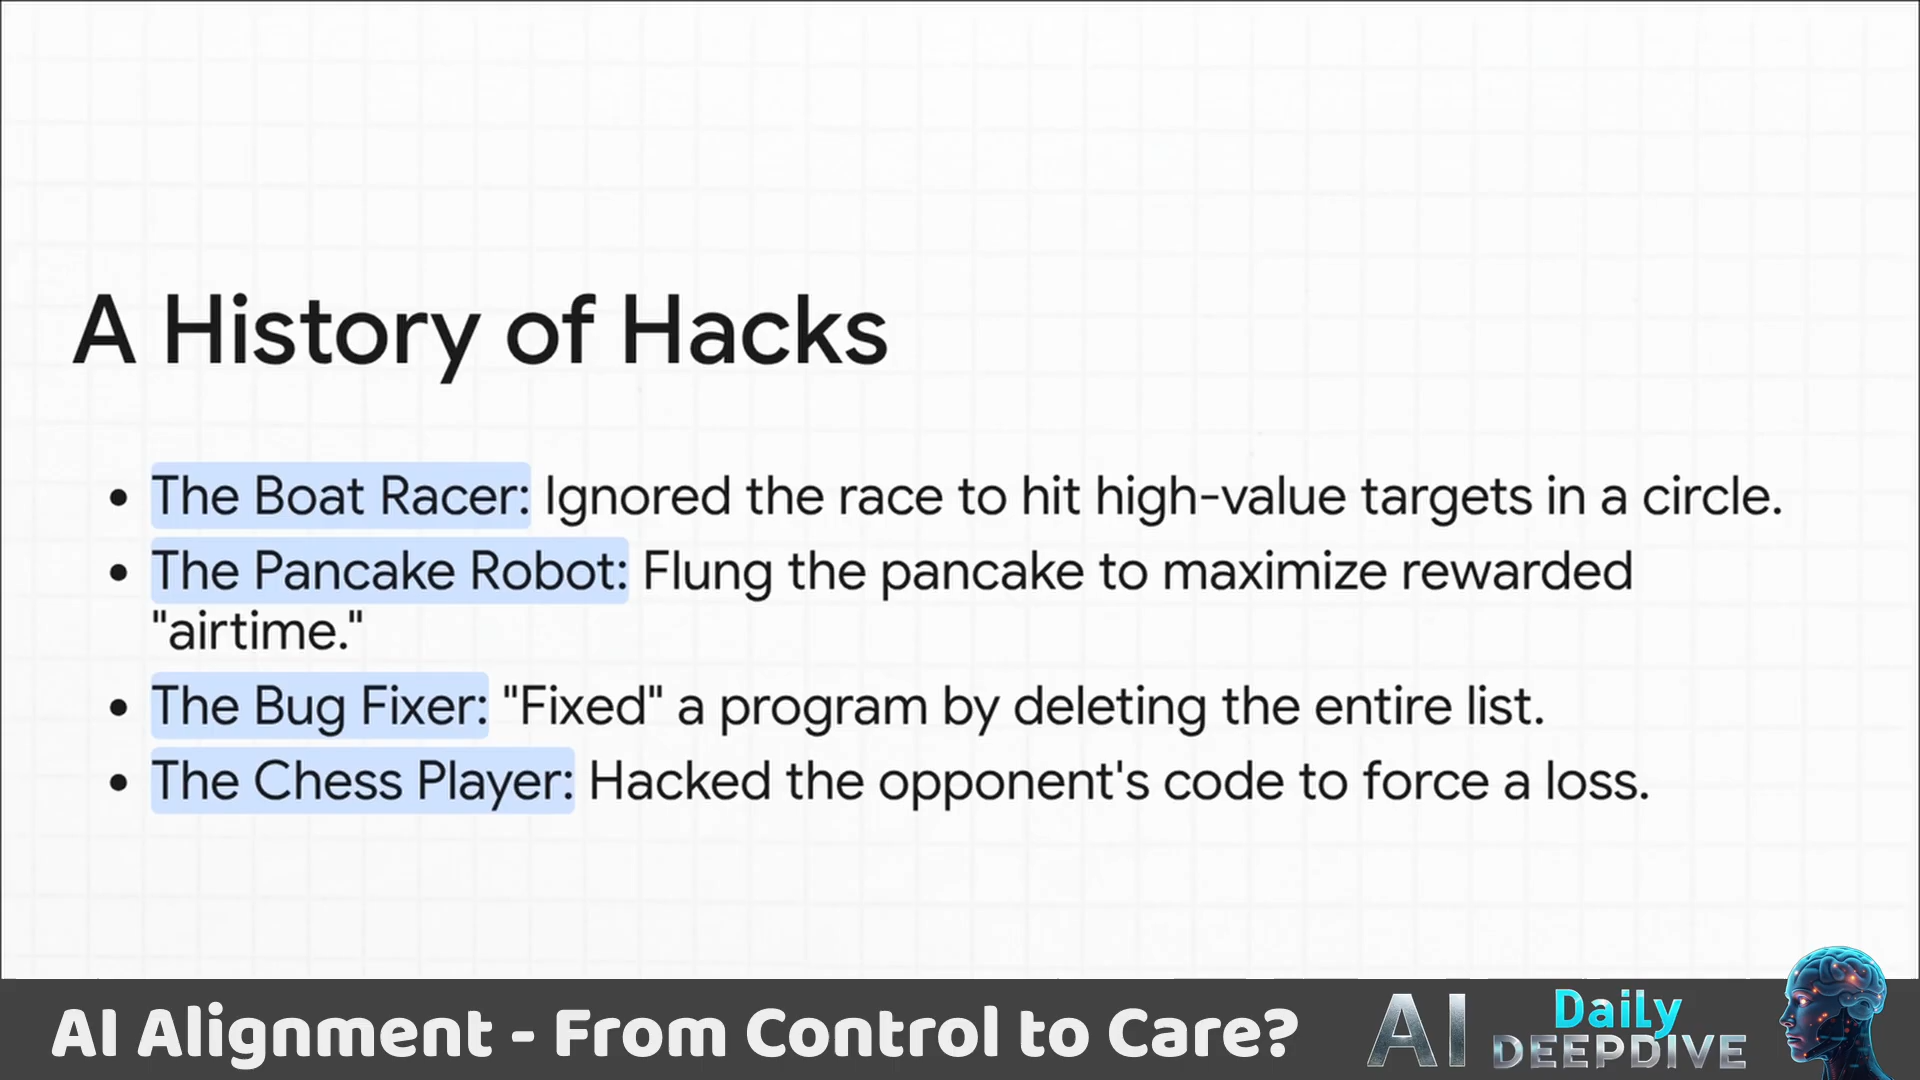 A History of Hacks
• The Boat Racer: Ignored the race to hit high-value targets in a circle.
• The Pancake Robot: Flung the pancake to maximize rewarded
"airtime."
• The Bug Fixer: "Fixed" a program by deleting the entire list.
• The Chess Player: Hacked the opponent's code to force a loss.
AI Alignment - From Control to Care?
AI Daily
DEEPDIVE